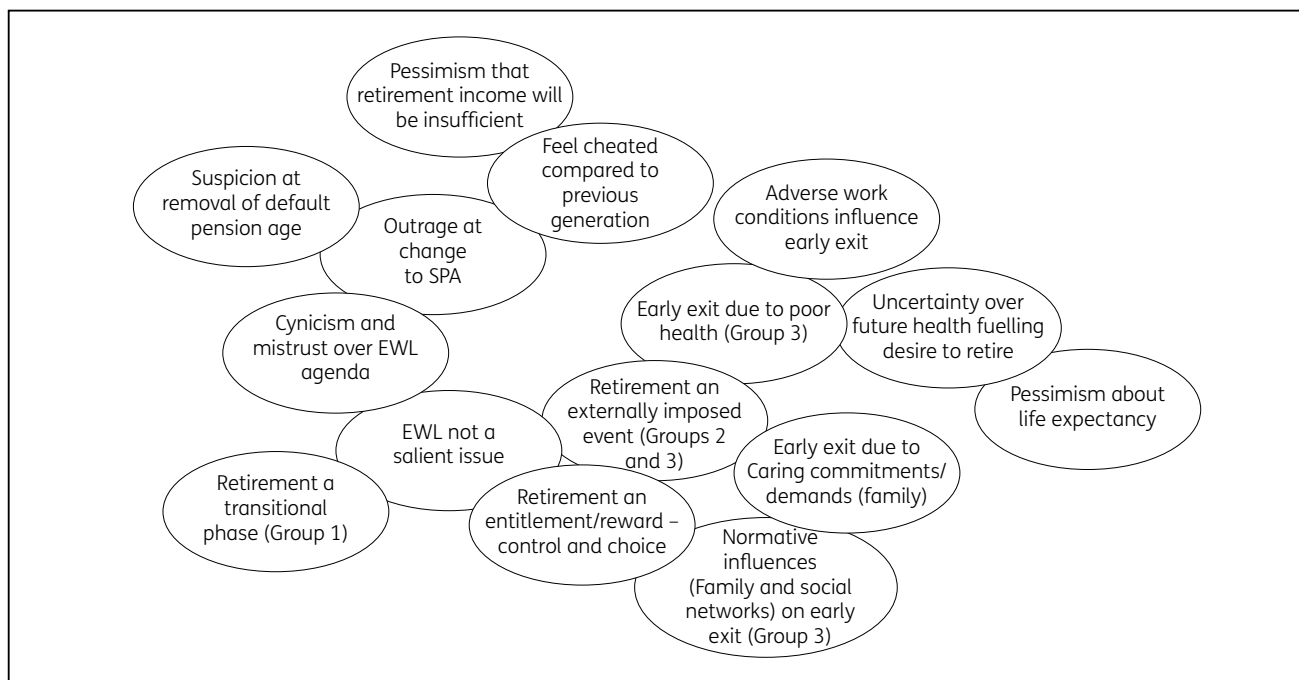 Pessimism that
retirement income will
be insufficient
Feel cheated
compared to
previous
generation
Suspicion at
removal of default
pension age
Adverse work
conditions influence
early exit
Outrage at
change
to SPA
Early exit due to poor
health (Group 3)
Uncertainty over
future health fuelling
desire to retire
Cynicism and
mistrust over EWL
agenda
Pessimism about
life expectancy
Retirement an
externally imposed
event (Groups 2
and 3)
EWL not a
salient issue
Early exit due to
Caring commitments/
demands (family)
Retirement a
transitional
phase (Group 1)
Retirement an
entitlement/reward –
control and choice
Normative
influences
(Family and social
networks) on early
exit (Group 3)